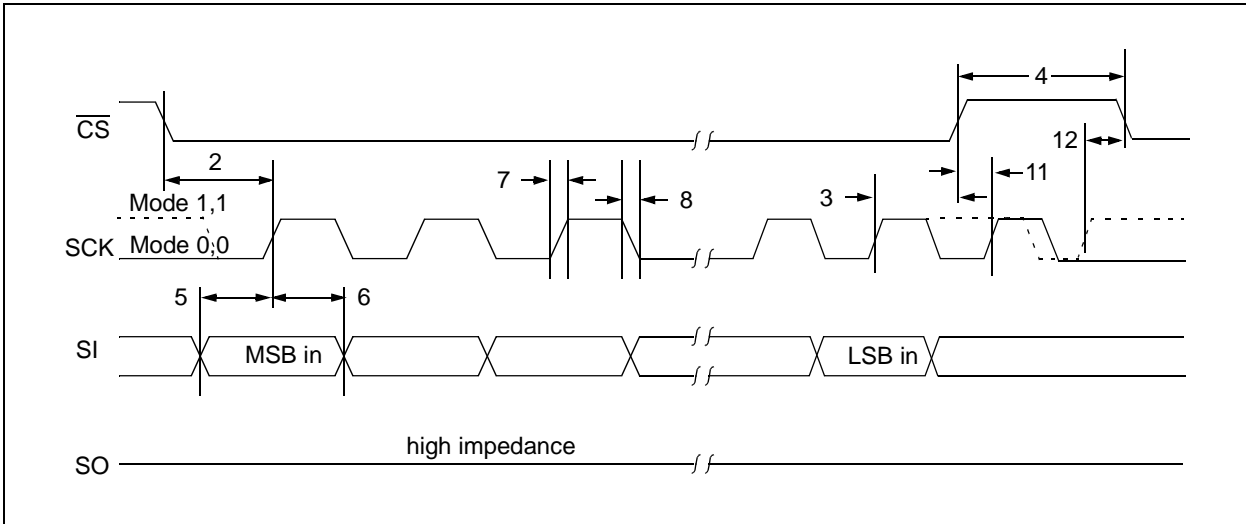 4
CS
12
2
11
7
8
3
Mode 1,1
SCK Mode 0,0
5
6
SI
MSB in
LSB in
high impedance
SO